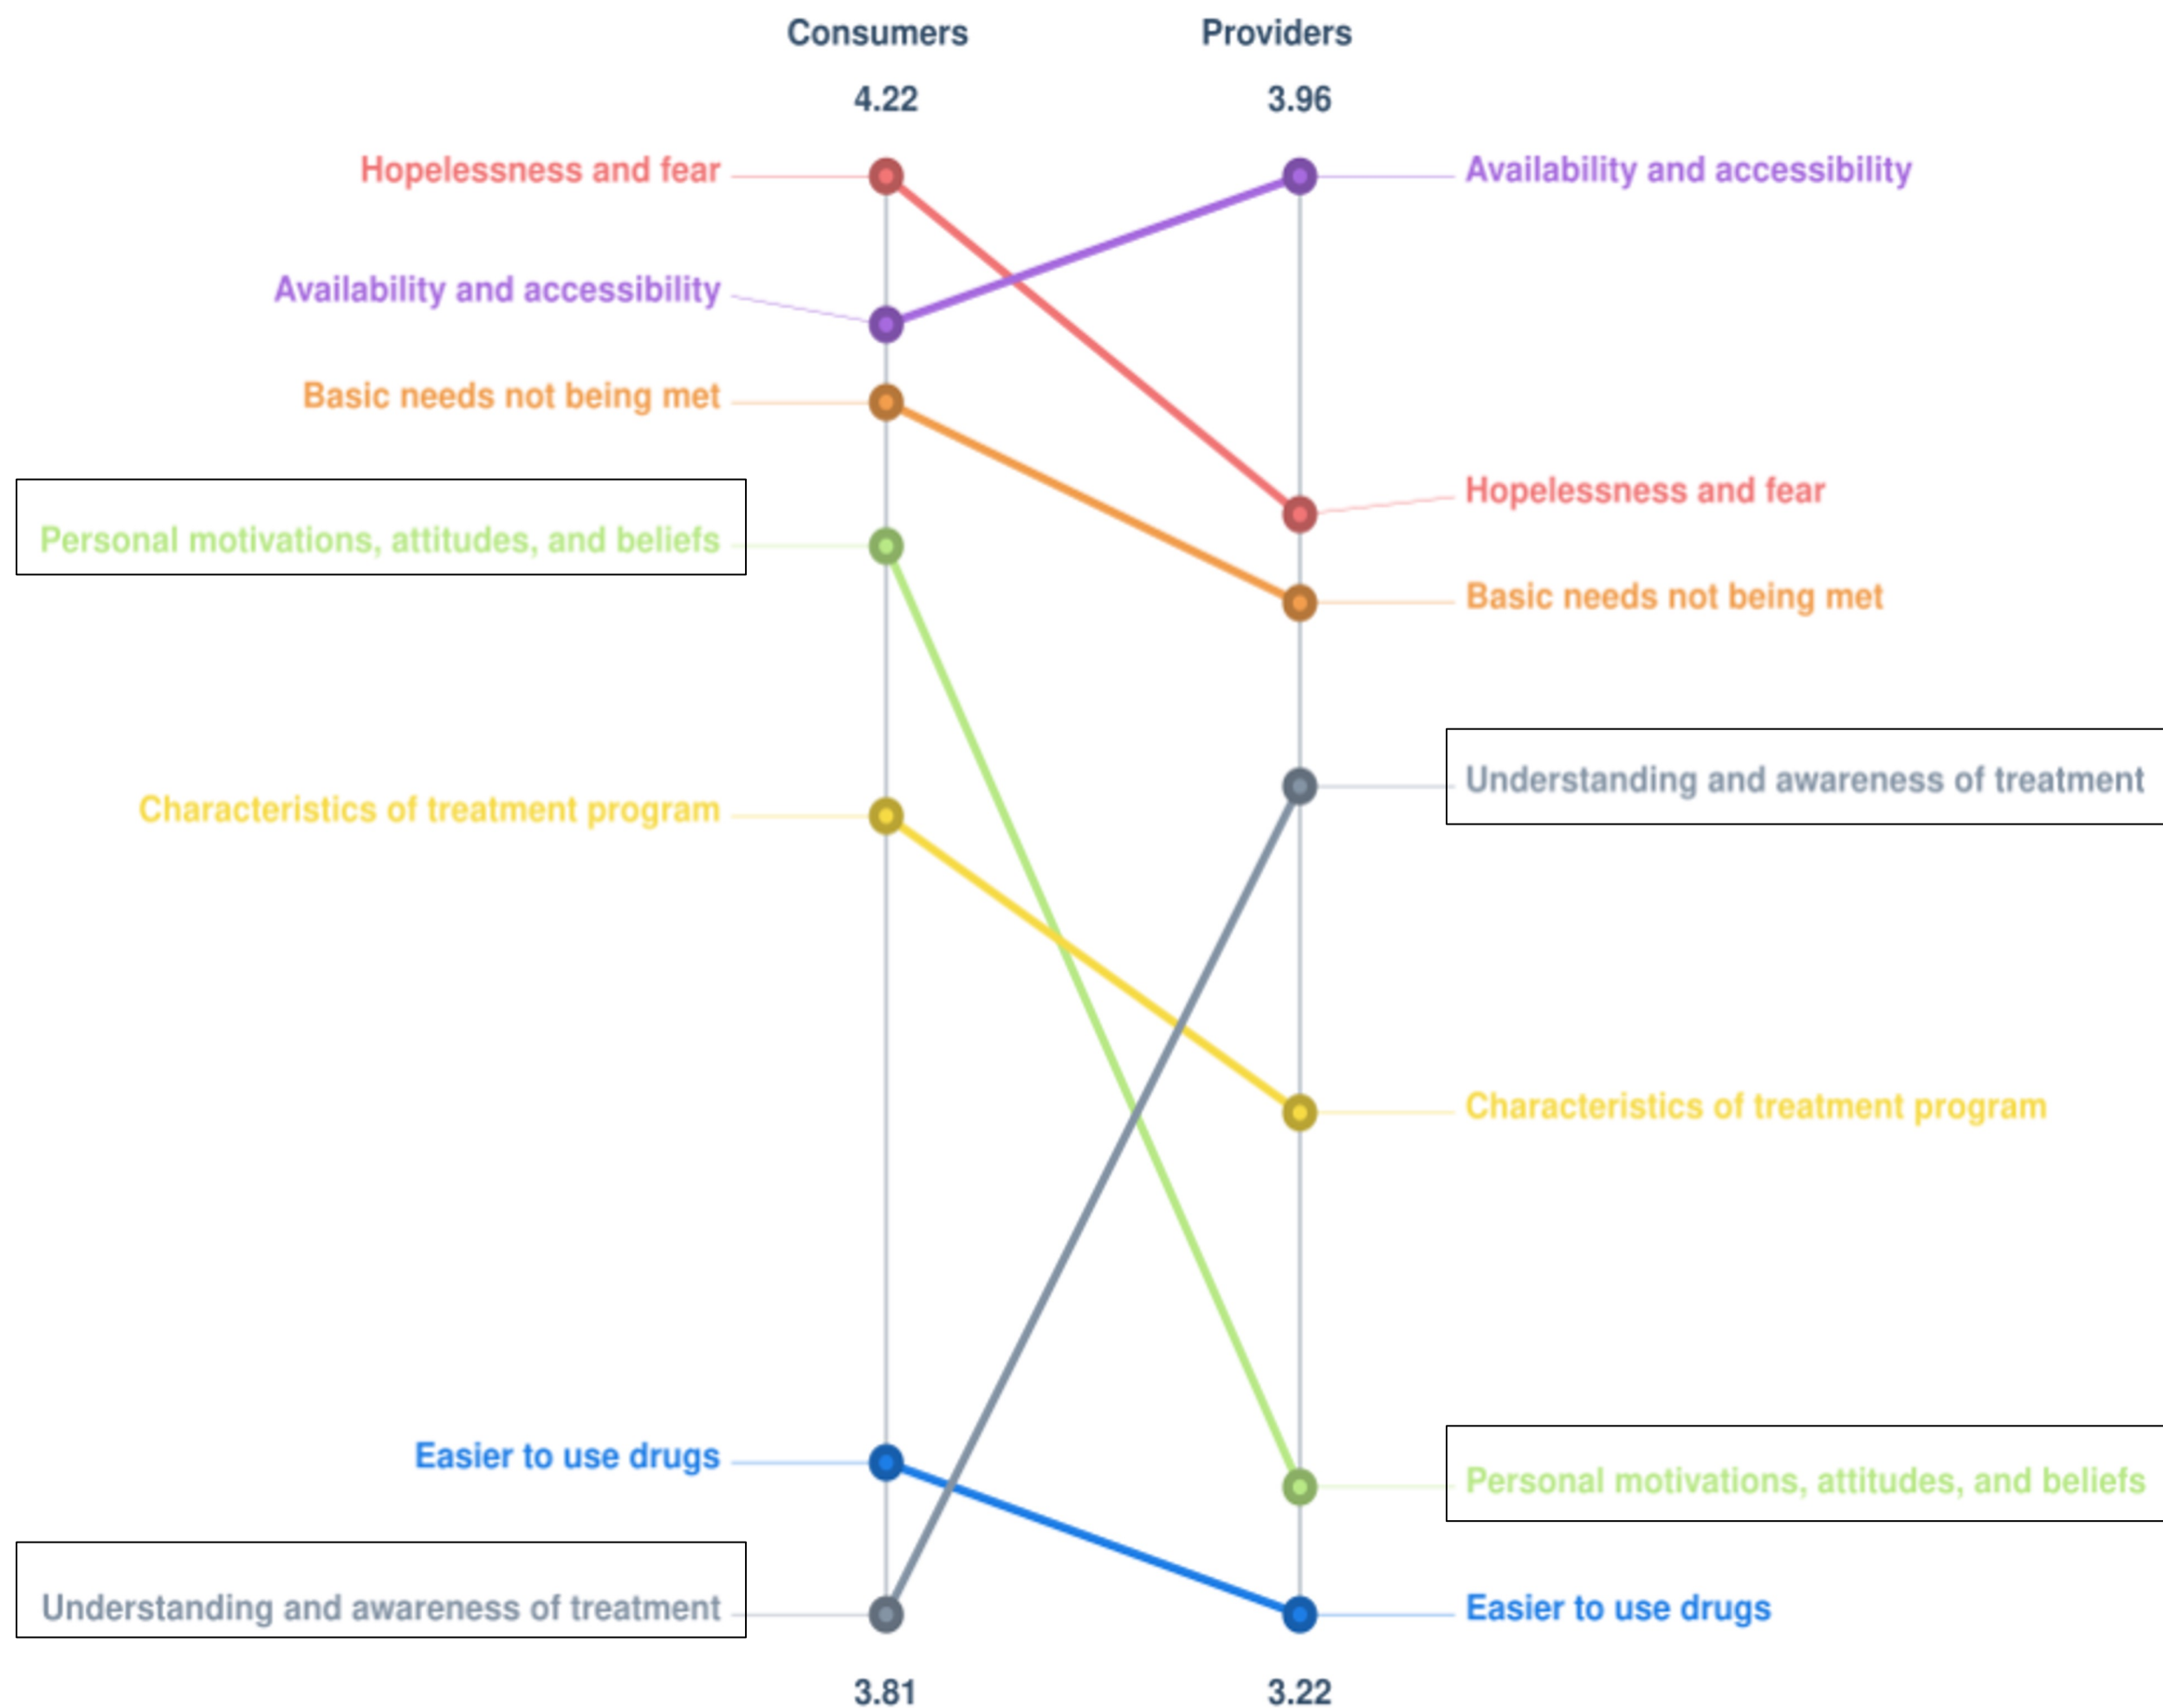 Consumers Providers
4.22 3.96
Hopelessness and fear
Availability and accessibility
Availability and accessibility
Basic needs not being met
Hopelessness and fear
Personal motivations, attitudes, and beliefs
Basic needs not being met
Understanding and awareness of treatment
Characteristics of treatment program
Characteristics of treatment program
Easier to use drugs
Personal motivations, attitudes, and beliefs
Understanding and awareness of treatment
Easier to use drugs
3.81 3.22